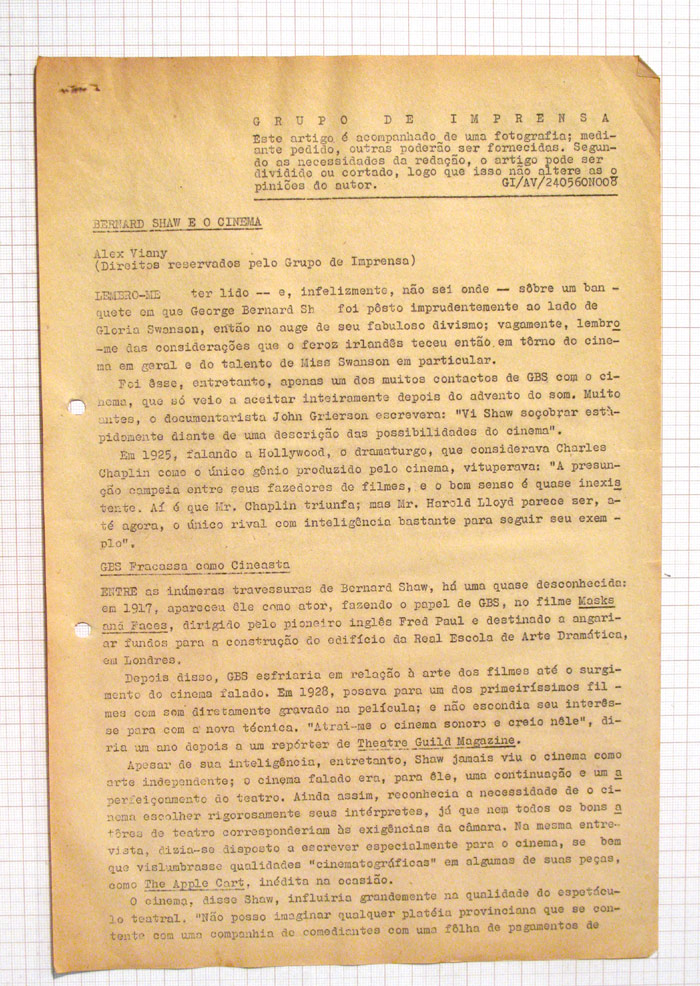 G R U P O   D E   I M P R E N S A
Este artigo é acompanhado de uma fotografia; medi-
ante pedido, outras poderão ser fornecidas. Segun-
do as necessidades da redação, o artigo pode ser
dividido ou cortado, logo que isso não altere as o
piniões do autor. GI/AV/240560N008
BERNARD SHAW E O CINEMA
Alex Viany
(Direitos reservados pelo Grupo de Imprensa)
LEMBRO-ME ter lido -- e, infelizmente, não sei onde -- sôbre um ban
quete em que George Bernard Sh foi pôsto imprudentemente ao lado de
Gloria Swanson, então no auge de seu fabuloso divismo; vagamente, lembro
-me das considerações que o feroz irlandês teceu então em têrno do cine-
ma em geral e do talento de Miss Swanson em particular.
Foi êsse, entretanto, apenas um dos muitos contactos de GBS com o ci-
nema, que só veio a aceitar inteiramente depois do advento do som. Muito
antes, o documentarista John Grierson escrevera: "Vi Shaw soçobrar está-
pidamente diante de uma descrição das possibilidades do cinema".
Em 1925, falando a Hollywood, o dramaturgo, que considerava Charles
Chaplin como o único gênio produzido pelo cinema, vituperava: "A presun-
ção campeia entre seus fazedores de filmes, e o bom senso é quase inexis
tente. Aí é que Mr. Chaplin triunfa; mas Mr. Harold Lloyd parece ser, a-
té agora, o único rival com inteligência bastante para seguir seu exem -
plo".
GBS Fracassa como Cineasta
ENTRE as inúmeras travessuras de Bernard Shaw, há uma quase desconhecida:
em 1917, apareceu êle como ator, fazendo o papel de GBS, no filme Masks
and Faces, dirigido pelo pioneiro inglês Fred Paul e destinado a angari-
ar fundos para a construção do edifício da Real Escola de Arte Dramática,
em Londres.
Depois disso, GBS esfriaria em relação à arte dos filmes até o surgi-
mento do cinema falado. Em 1928, posava para um dos primeiríssimos fil -
mes com som diretamente gravado na película; e não escondia seu interês-
se para com a nova técnica. "Atrai-me o cinema sonoro e creio nêle", di-
ria um ano depois a um repórter de Theatre Guild Magazine.
Apesar de sua inteligência, entretanto, Shaw jamais viu o cinema como
arte independente; o cinema falado era, para êle, uma continuação e um a
perfeiçoamento do teatro. Ainda assim, reconhecia a necessidade de o ci-
nema escolher rigorosamente seus intérpretes, já que nem todos os bons a
tôres de teatro corresponderiam às exigências da câmara. Na mesma entre-
vista, dizia-se disposto a escrever especialmente para o cinema, se bem
que vislumbrasse qualidades "cinematográficas" em algumas de suas peças,
como The Apple Cart, inédita na ocasião.
O cinema, disse Shaw, influiria grandemente na qualidade do espetácu-
lo teatral. "Não posso imaginar qualquer platéia provinciana que se con-
tente com uma companhia de comediantes com uma fôlha de pagamentos de